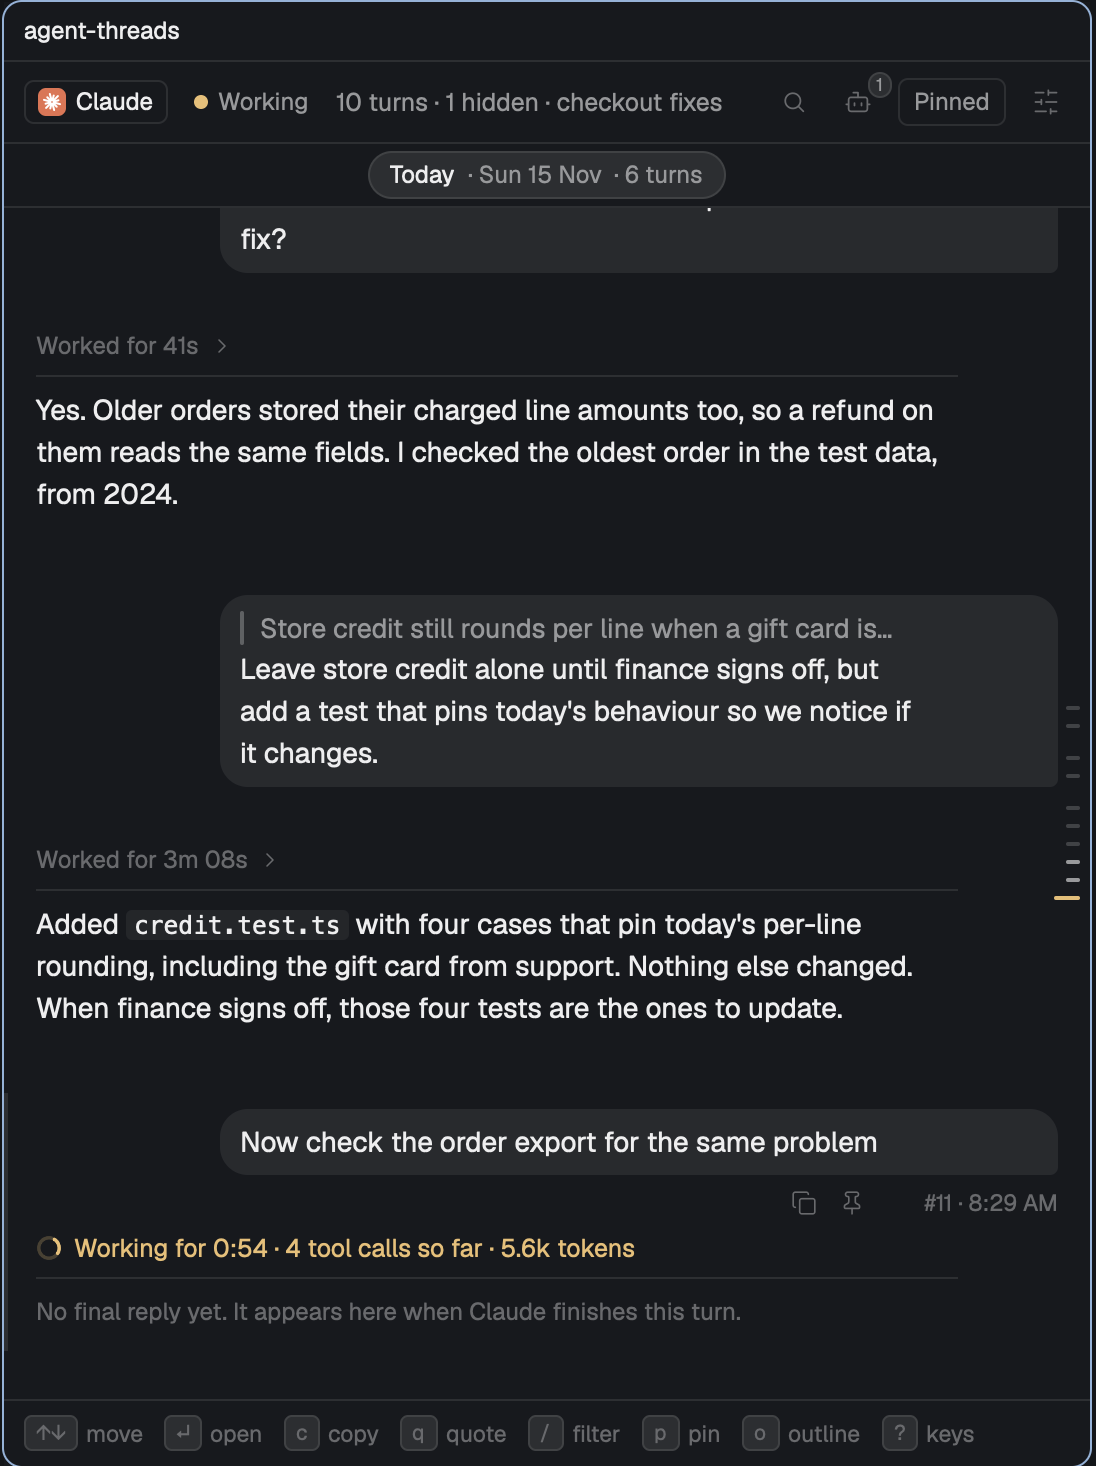 agent-threads
Claude
Working
10 turns · 1 hidden · checkout fixes
1
Pinned
Today · Sun 15 Nov · 6 turns
fix?
Worked for 41s
Yes. Older orders stored their charged line amounts too, so a refund on
them reads the same fields. I checked the oldest order in the test data,
from 2024.
Store credit still rounds per line when a gift card is...
Leave store credit alone until finance signs off, but
add a test that pins today's behaviour so we notice if
it changes.
Worked for 3m 08s
Added credit.test.ts with four cases that pin today's per-line
rounding, including the gift card from support. Nothing else changed.
When finance signs off, those four tests are the ones to update.
Now check the order export for the same problem
#11 · 8:29 AM
Working for 0:54 · 4 tool calls so far · 5.6k tokens
No final reply yet. It appears here when Claude finishes this turn.
↑↓ move ↵ open c copy q quote / filter p pin o outline ? keys